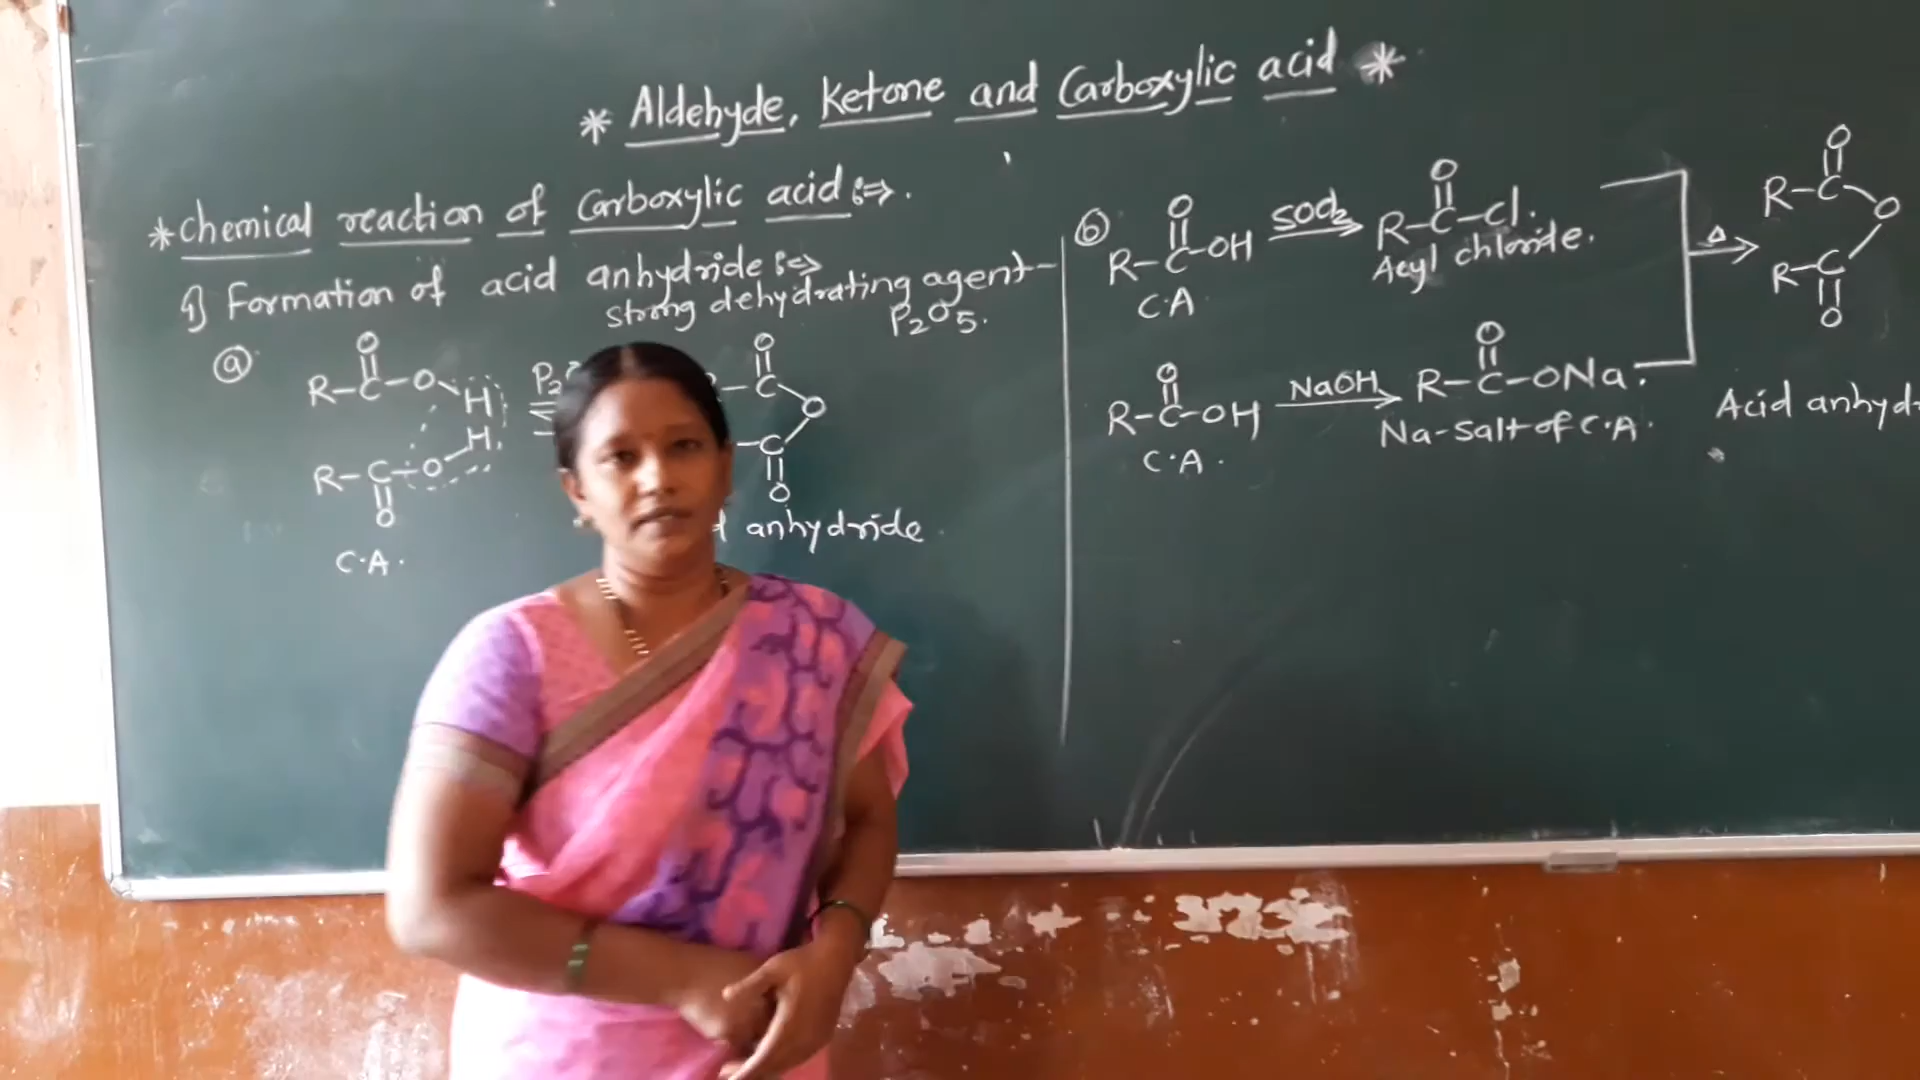 * Aldehyde, Ketone and Carboxylic acid *
* Chemical reaction of Carboxylic acid :⇒.
1) Formation of acid anhydride :⇒
strong dehydrating agent -
P₂O₅.
ⓐ
O
R-C-O H
H
R-C-O
O
C.A.
P₂
O
-C
O
-C
O
anhydride.
ⓑ
O
R-C-OH SOCl₂ → R-C-Cl.
O
C.A
Acyl chloride.
O
R-C-OH NaOH → R-C-ONa.
O
C.A.
Na-salt of C.A.
Δ →
O
R-C
O
R-C
O
Acid anhyd